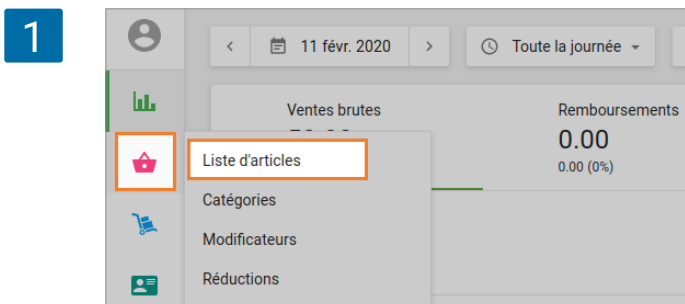 1
11 févr. 2020
Toute la journée
Ventes brutes
Remboursements
0.00
0.00 (0%)
Liste d'articles
Catégories
Modificateurs
Réductions